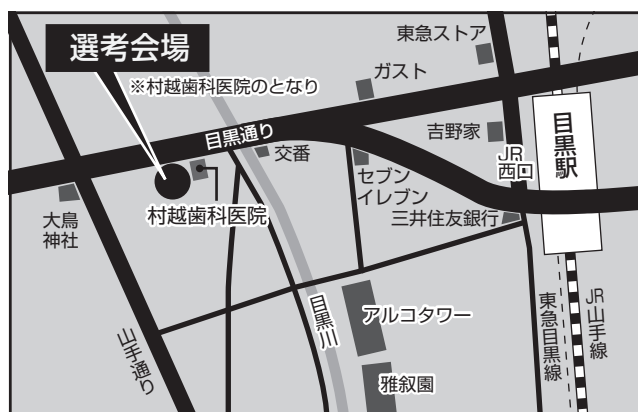 選考会場
※村越歯科医院のとなり
東急ストア
ガスト
目黒通り
交番
吉野家
目黒駅
JR
西口
セブン
イレブン
三井住友銀行
大鳥
神社
村越歯科医院
目黒川
アルコタワー
雅叙園
山手通り
東急目黒線
JR山手線